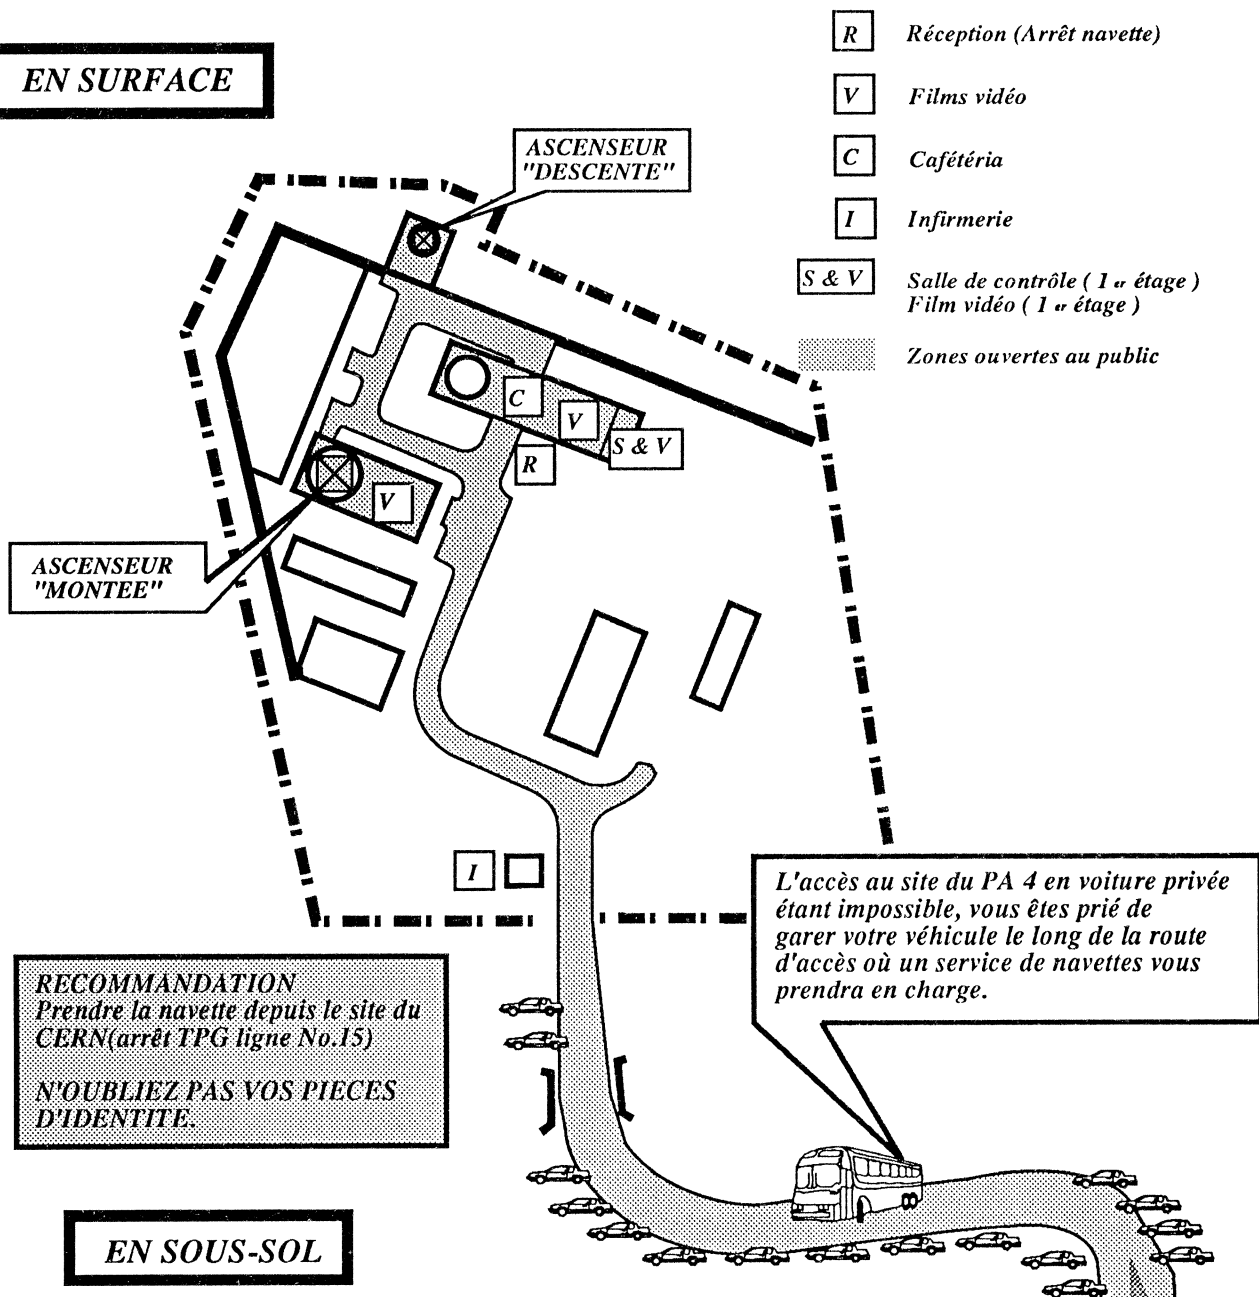 EN SURFACE
R Réception (Arrêt navette)
V Films vidéo
C Cafétéria
I Infirmerie
S & V Salle de contrôle ( 1 er étage )
Film vidéo ( 1 er étage )
Zones ouvertes au public
ASCENSEUR
"DESCENTE"
C
V
S & V
R
V
ASCENSEUR
"MONTEE"
I
L'accès au site du PA 4 en voiture privée
étant impossible, vous êtes prié de
garer votre véhicule le long de la route
d'accès où un service de navettes vous
prendra en charge.
RECOMMANDATION
Prendre la navette depuis le site du
CERN(arrêt TPG ligne No.15)
N'OUBLIEZ PAS VOS PIECES
D'IDENTITE.
EN SOUS-SOL